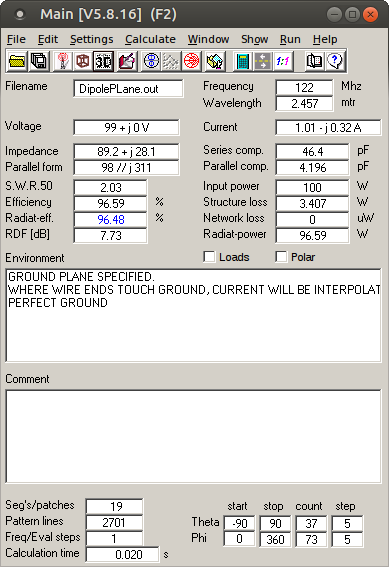 Main [V5.8.16] (F2)
File Edit Settings Calculate Window Show Run Help
3D 1:1
Filename DipolePLane.out Frequency 122 Mhz
Wavelength 2.457 mtr
Voltage 99 + j 0 V Current 1.01 - j 0.32 A
Impedance 89.2 + j 28.1 Series comp. 46.4 pF
Parallel form 98 // j 311 Parallel comp. 4.196 pF
S.W.R.50 2.03 Input power 100 W
Efficiency 96.59 % Structure loss 3.407 W
Radiat-eff. 96.48 % Network loss 0 uW
RDF [dB] 7.73 Radiat-power 96.59 W
Environment Loads Polar
GROUND PLANE SPECIFIED.
WHERE WIRE ENDS TOUCH GROUND, CURRENT WILL BE INTERPOLAT
PERFECT GROUND
Comment
Seg's/patches 19 start stop count step
Pattern lines 2701 Theta -90 90 37 5
Freq/Eval steps 1 Phi 0 360 73 5
Calculation time 0.020 s